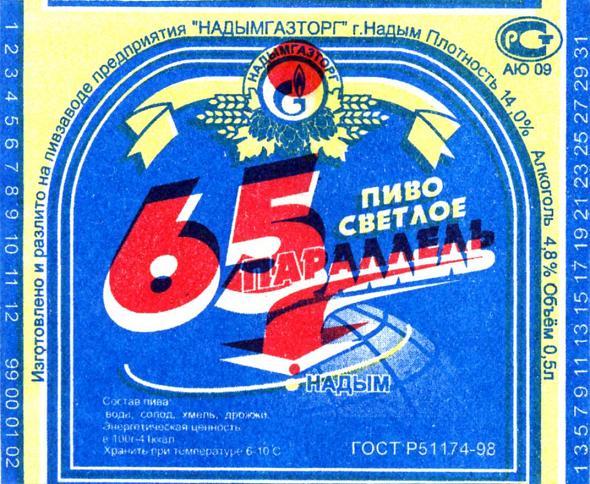 Изготовлено и разлито на пивзаводе предприятия "НАДЫМГАЗТОРГ" г.Надым Плотность 14,0% Алкоголь 4,8% Объём 0,5л
РСТ
АЮ 09
НАДЫМГАЗТОРГ
65
ПИВО
СВЕТЛОЕ
ПАРАЛЛЕЛЬ
НАДЫМ
Состав пива:
вода, солод, хмель, дрожжи.
Энергетическая ценность
в 100г-41ккал
Хранить при температуре 6-10°С
ГОСТ Р51174-98
1 2 3 4 5 6 7 8 9 10 11 12 99 00 01 02
1 3 5 7 9 11 13 15 17 19 21 23 25 27 29 31